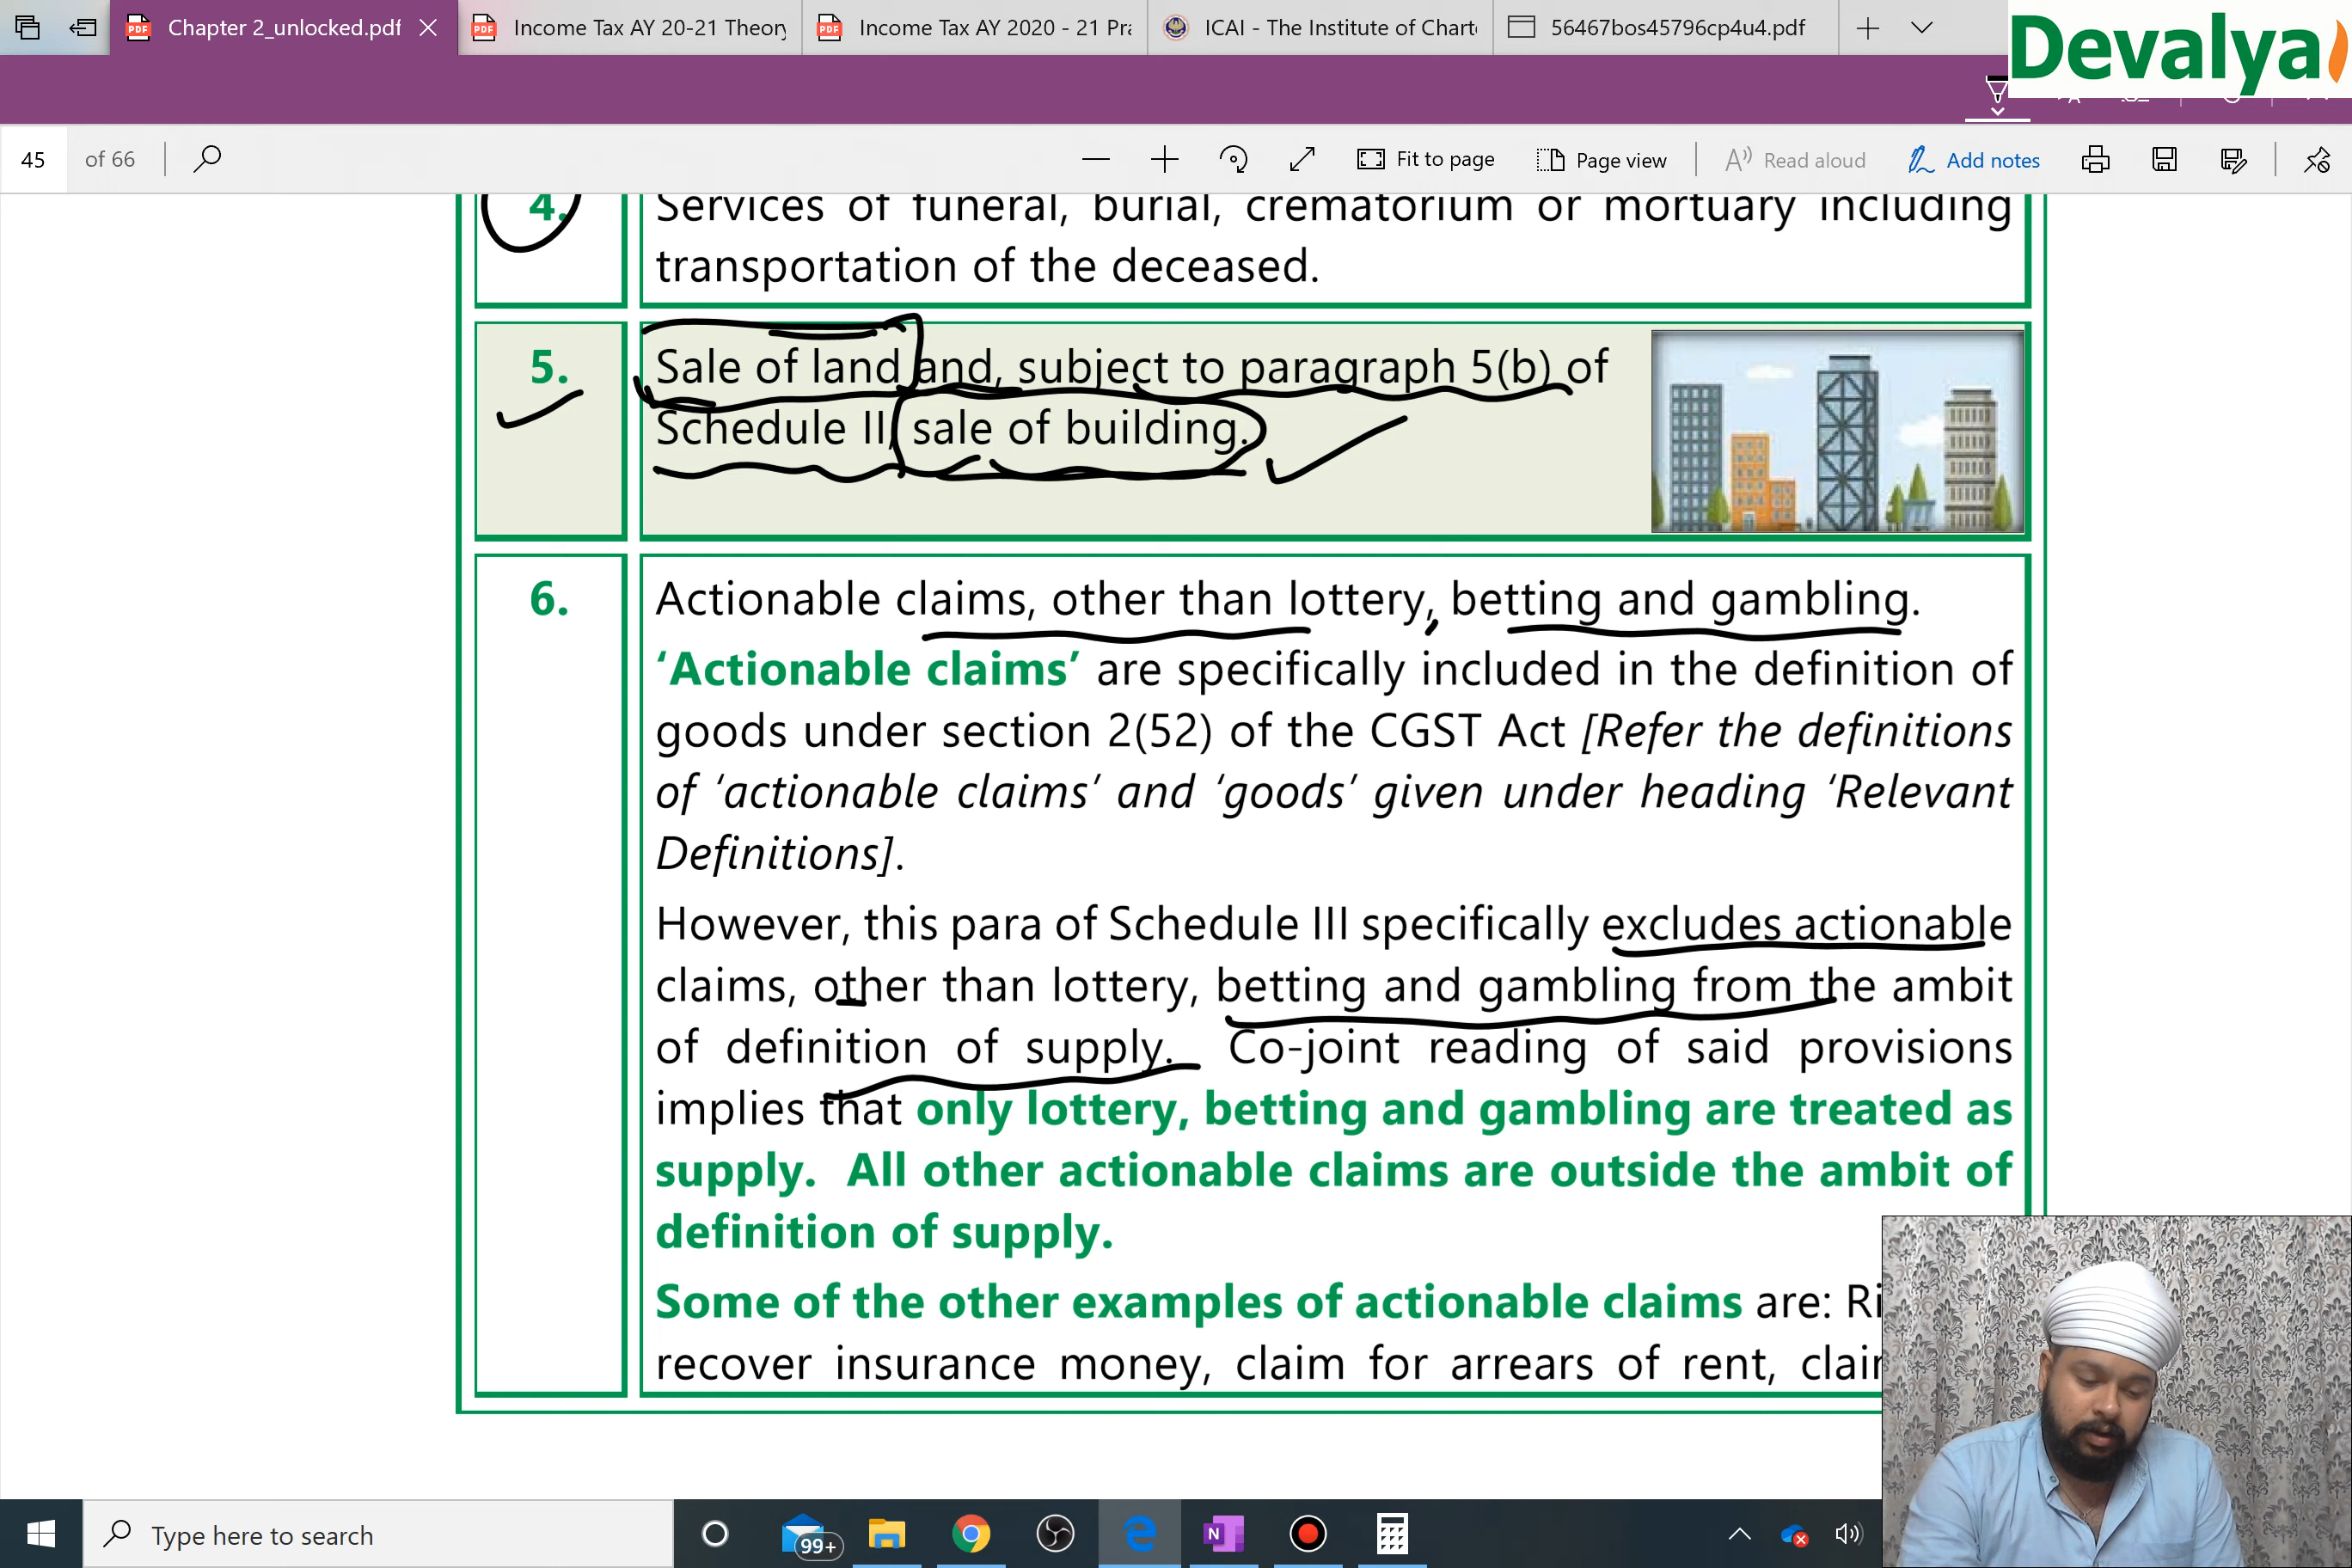 Chapter 2_unlocked.pdf
Income Tax AY 20-21 Theory
Income Tax AY 2020 - 21 Pra
ICAI - The Institute of Charte
56467bos45796cp4u4.pdf
Devalya
45 of 66
Fit to page
Page view
Read aloud
Add notes
4. Services of funeral, burial, crematorium or mortuary including
transportation of the deceased.
5. Sale of land and, subject to paragraph 5(b) of
Schedule II, sale of building.
6. Actionable claims, other than lottery, betting and gambling.
‘Actionable claims’ are specifically included in the definition of
goods under section 2(52) of the CGST Act [Refer the definitions
of ‘actionable claims’ and ‘goods’ given under heading ‘Relevant
Definitions].
However, this para of Schedule III specifically excludes actionable
claims, other than lottery, betting and gambling from the ambit
of definition of supply. Co-joint reading of said provisions
implies that only lottery, betting and gambling are treated as
supply. All other actionable claims are outside the ambit of
definition of supply.
Some of the other examples of actionable claims are: Ri
recover insurance money, claim for arrears of rent, clai
Type here to search
99+